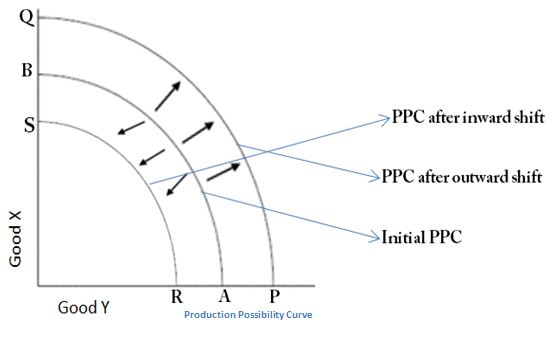 Q
B
S
PPC after inward shift
PPC after outward shift
Initial PPC
Good X
R A P
Good Y
Production Possibility Curve